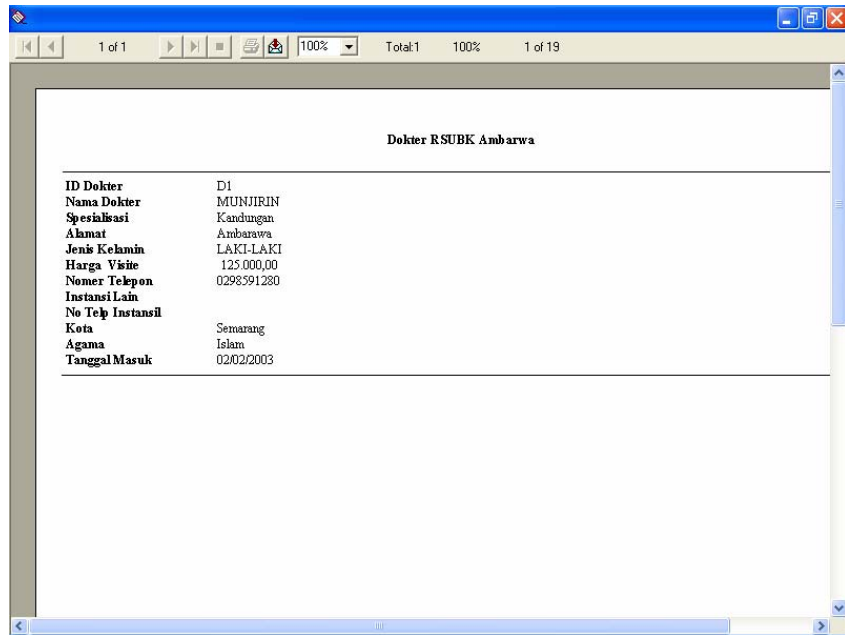 1 of 1 100% Total:1 100% 1 of 19
Dokter RSUBK Ambarwa
ID Dokter D1
Nama Dokter MUNJIRIN
Spesialisasi Kandungan
Alamat Ambarawa
Jenis Kelamin LAKI-LAKI
Harga Visite 125.000,00
Nomer Telepon 0298591280
Instansi Lain
No Telp Instansil
Kota Semarang
Agama Islam
Tanggal Masuk 02/02/2003